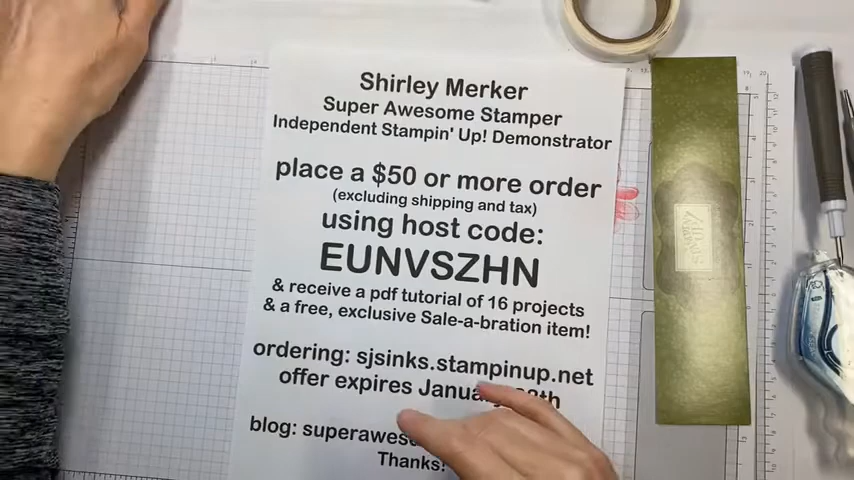 Shirley Merker
Super Awesome Stamper
Independent Stampin' Up! Demonstrator
place a $50 or more order
(excluding shipping and tax)
using host code:
EUNVSZHN
& receive a pdf tutorial of 16 projects
& a free, exclusive Sale-a-bration item!
ordering: sjsinks.stampinup.net
offer expires
blog:
Thanks!